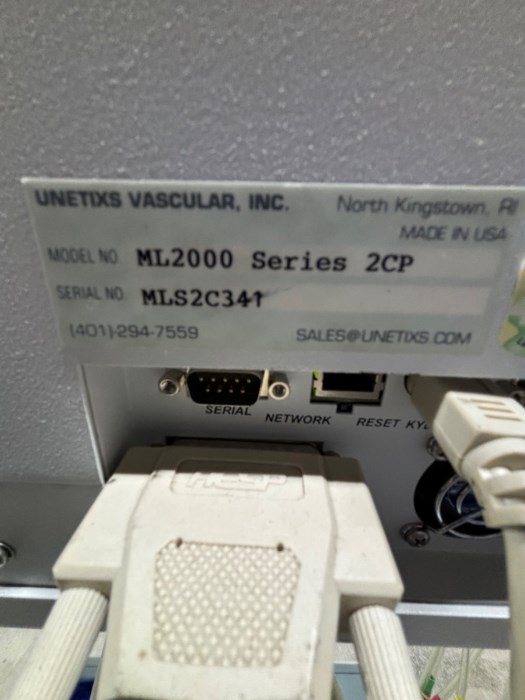 UNETIXS VASCULAR, INC. North Kingstown, RI
MADE IN USA
MODEL NO. ML2000 Series 2CP
SERIAL NO. MLS2C341
(401)-294-7559 SALES@UNETIXS.COM
SERIAL NETWORK RESET